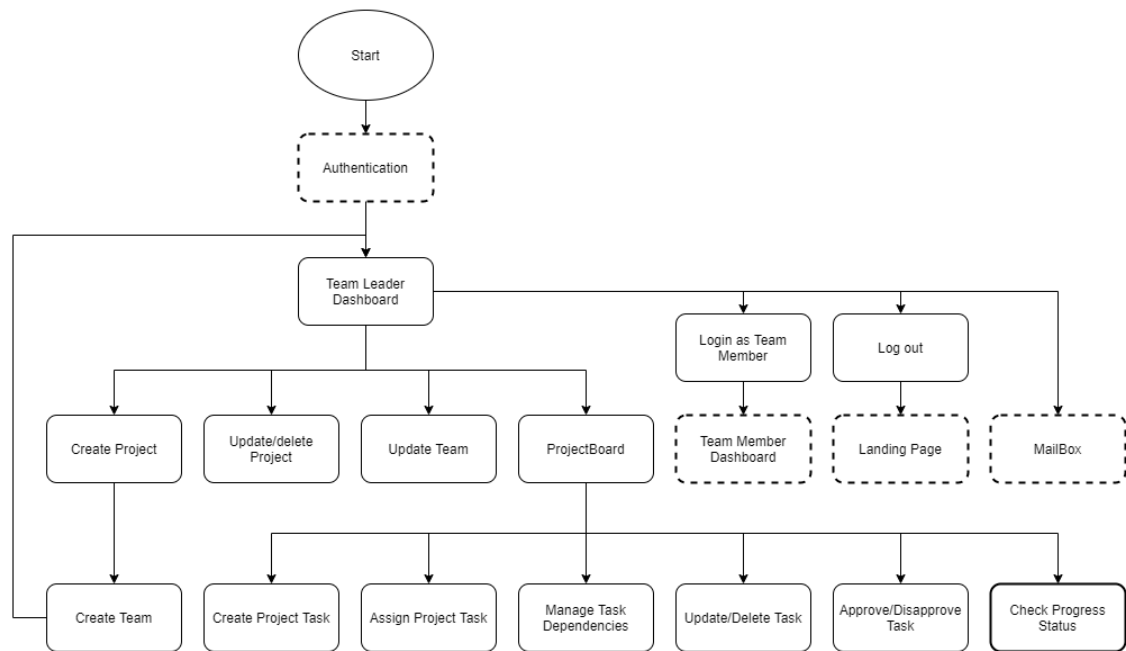 Start
Authentication
Team Leader
Dashboard
Login as Team
Member
Log out
Create Project
Update/delete
Project
Update Team
ProjectBoard
Team Member
Dashboard
Landing Page
MailBox
Create Team
Create Project Task
Assign Project Task
Manage Task
Dependencies
Update/Delete Task
Approve/Disapprove
Task
Check Progress
Status